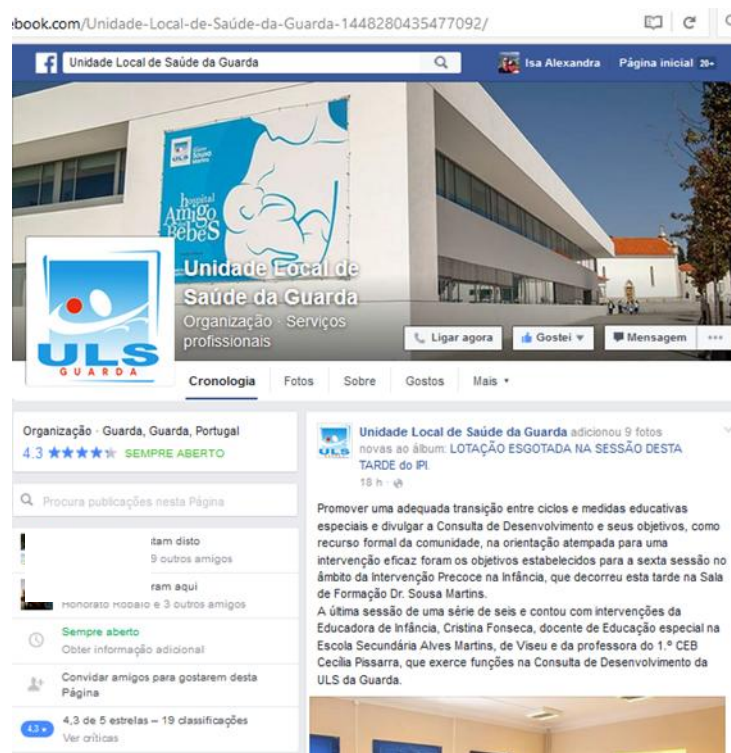 ebook.com/Unidade-Local-de-Saúde-da-Guarda-1448280435477092/
Unidade Local de Saúde da Guarda
Isa Alexandra
Página inicial 20+
ULS
hospital
Amigo
dos
Bebés
Unidade Local de
Saúde da Guarda
Organização · Serviços
profissionais
ULS
GUARDA
Ligar agora
Gostei
Mensagem
Cronologia
Fotos
Sobre
Gostos
Mais
Organização · Guarda, Guarda, Portugal
4.3 SEMPRE ABERTO
Procura publicações nesta Página
tam disto
9 outros amigos
ram aqui
Honorato Robalo e 3 outros amigos
Sempre aberto
Obter informação adicional
Convidar amigos para gostarem desta
Página
4.3
4,3 de 5 estrelas – 19 classificações
Ver críticas
Unidade Local de Saúde da Guarda adicionou 9 fotos
novas ao álbum: LOTAÇÃO ESGOTADA NA SESSÃO DESTA
TARDE do IPI.
18 h ·
Promover uma adequada transição entre ciclos e medidas educativas
especiais e divulgar a Consulta de Desenvolvimento e seus objetivos, como
recurso formal da comunidade, na orientação atempada para uma
intervenção eficaz foram os objetivos estabelecidos para a sexta sessão no
âmbito da Intervenção Precoce na Infância, que decorreu esta tarde na Sala
de Formação Dr. Sousa Martins.
A última sessão de uma série de seis e contou com intervenções da
Educadora de Infância, Cristina Fonseca, docente de Educação especial na
Escola Secundária Alves Martins, de Viseu e da professora do 1.º CEB
Cecília Pissarra, que exerce funções na Consulta de Desenvolvimento da
ULS da Guarda.